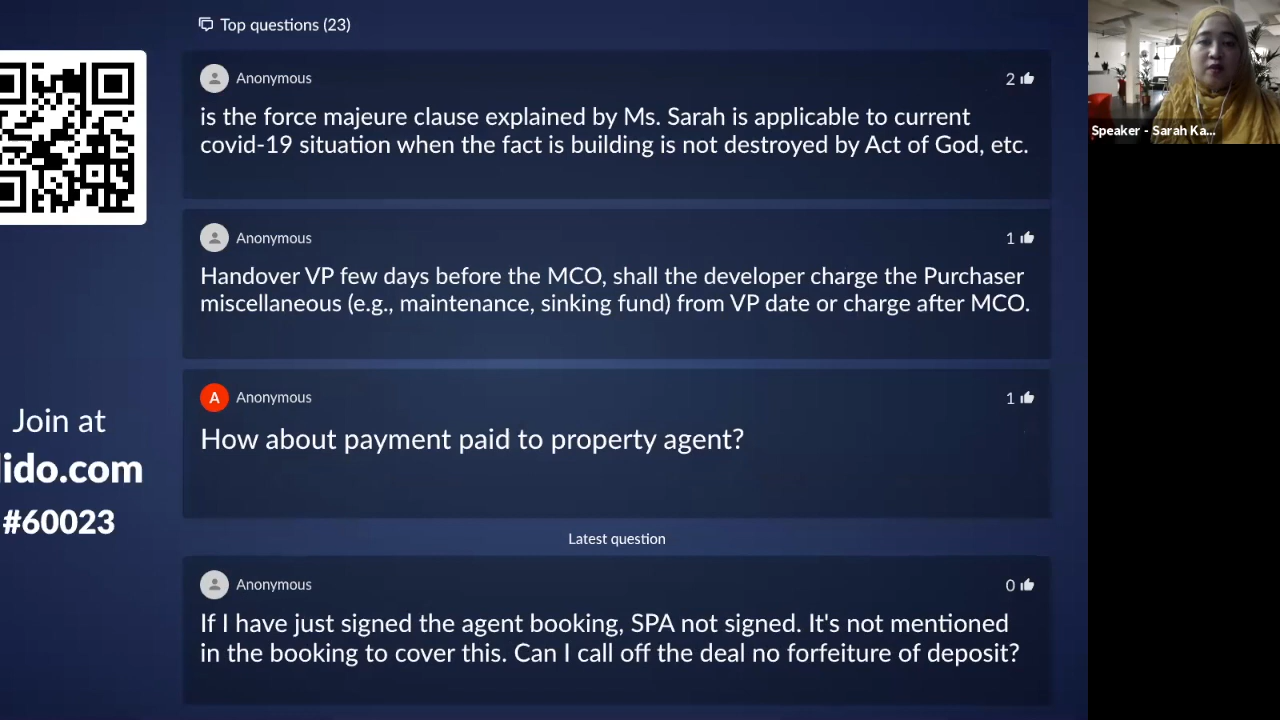 Top questions (23)
Anonymous
2
is the force majeure clause explained by Ms. Sarah is applicable to current
covid-19 situation when the fact is building is not destroyed by Act of God, etc.
Anonymous
1
Handover VP few days before the MCO, shall the developer charge the Purchaser
miscellaneous (e.g., maintenance, sinking fund) from VP date or charge after MCO.
A
Anonymous
1
How about payment paid to property agent?
Latest question
Anonymous
0
If I have just signed the agent booking, SPA not signed. It's not mentioned
in the booking to cover this. Can I call off the deal no forfeiture of deposit?
Join at
lido.com
#60023
Speaker - Sarah Ka...